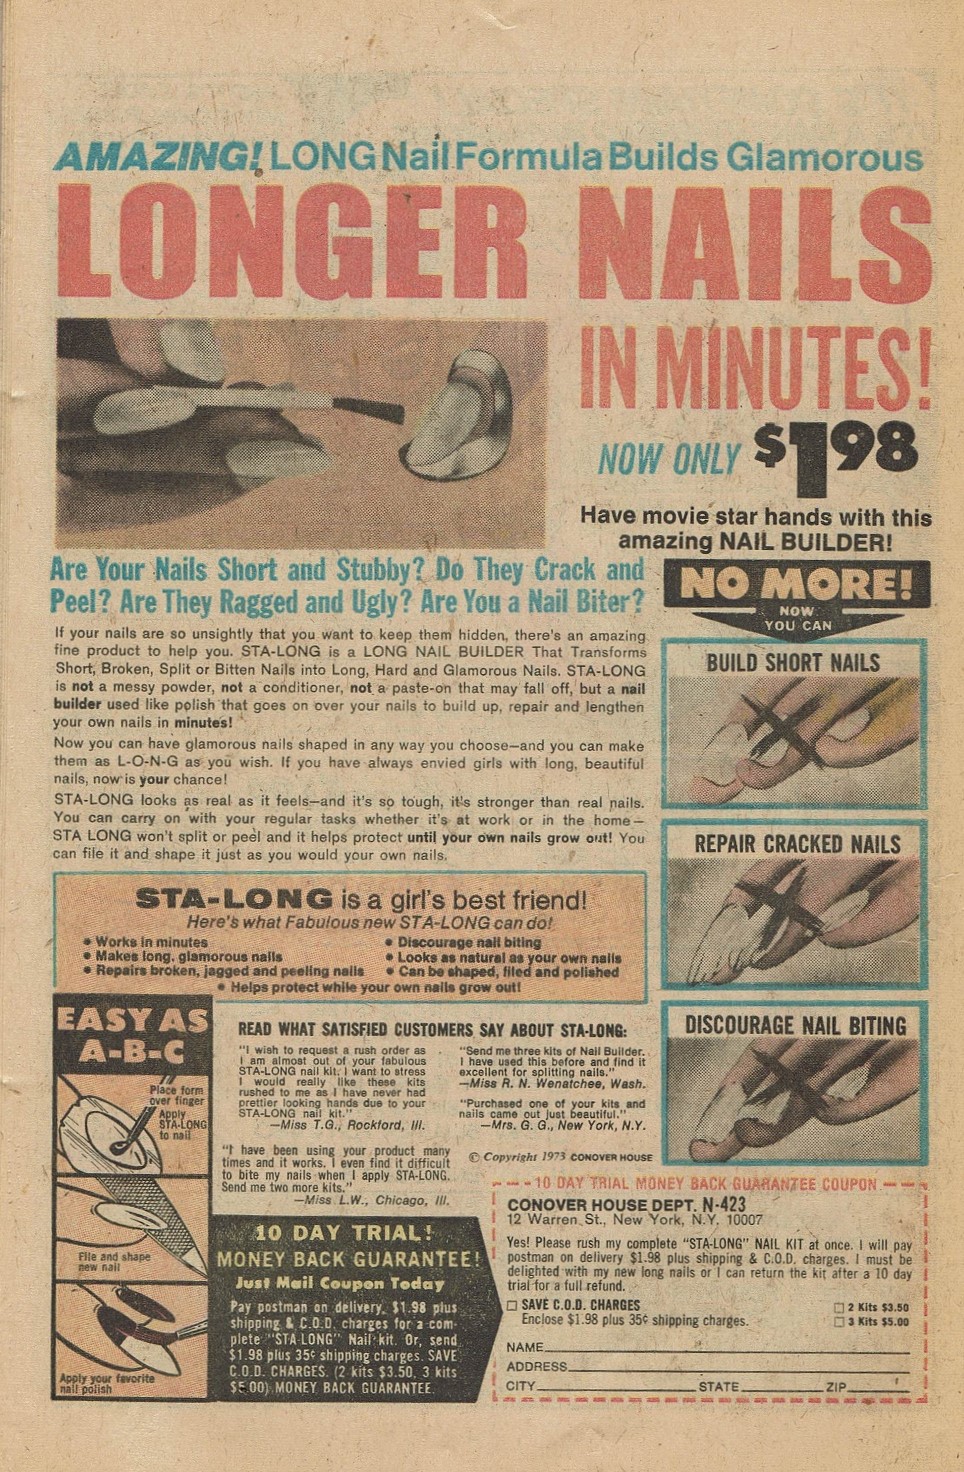 AMAZING! LONG Nail Formula Builds Glamorous
LONGER NAILS
IN MINUTES!
NOW ONLY $1.98
Have movie star hands with this
amazing NAIL BUILDER!
Are Your Nails Short and Stubby? Do They Crack and
Peel? Are They Ragged and Ugly? Are You a Nail Biter?
If your nails are so unsightly that you want to keep them hidden, there's an amazing
fine product to help you. STA-LONG is a LONG NAIL BUILDER That Transforms
Short, Broken, Split or Bitten Nails into Long, Hard and Glamorous Nails. STA-LONG
is not a messy powder, not a conditioner, not a paste-on that may fall off, but a nail
builder used like polish that goes on over your nails to build up, repair and lengthen
your own nails in minutes!
Now you can have glamorous nails shaped in any way you choose—and you can make
them as L-O-N-G as you wish. If you have always envied girls with long, beautiful
nails, now is your chance!
STA-LONG looks as real as it feels—and it's so tough, it's stronger than real nails.
You can carry on with your regular tasks whether it's at work or in the home—
STA LONG won't split or peel and it helps protect until your own nails grow out! You
can file it and shape it just as you would your own nails.
NO MORE!
NOW
YOU CAN
BUILD SHORT NAILS
REPAIR CRACKED NAILS
DISCOURAGE NAIL BITING
STA-LONG is a girl's best friend!
Here's what Fabulous new STA-LONG can do!
• Works in minutes
• Makes long, glamorous nails
• Repairs broken, jagged and peeling nails
• Discourage nail biting
• Looks as natural as your own nails
• Can be shaped, filed and polished
• Helps protect while your own nails grow out!
EASY AS
A-B-C
Place form
over finger
Apply
STA-LONG
to nail
File and shape
new nail
Apply your favorite
nail polish
READ WHAT SATISFIED CUSTOMERS SAY ABOUT STA-LONG:
"I wish to request a rush order as
I am almost out of your fabulous
STA-LONG nail kit. I want to stress
I would really like these kits
rushed to me as I have never had
prettier looking hands due to your
STA-LONG nail kit."
—Miss T.G., Rockford, Ill.
"I have been using your product many
times and it works. I even find it difficult
to bite my nails when I apply STA-LONG.
Send me two more kits."
—Miss L.W., Chicago, Ill.
"Send me three kits of Nail Builder.
I have used this before and find it
excellent for splitting nails."
—Miss R. N. Wenatchee, Wash.
"Purchased one of your kits and
nails came out just beautiful."
—Mrs. G. G., New York, N.Y.
© Copyright 1973 CONOVER HOUSE
10 DAY TRIAL!
MONEY BACK GUARANTEE!
Just Mail Coupon Today
Pay postman on delivery, $1.98 plus
shipping & C.O.D. charges for a com-
plete "STA-LONG" Nail kit. Or, send
$1.98 plus 35¢ shipping charges. SAVE
C.O.D. CHARGES. (2 kits $3.50, 3 kits
$5.00) MONEY BACK GUARANTEE.
10 DAY TRIAL MONEY BACK GUARANTEE COUPON
CONOVER HOUSE DEPT. N-423
12 Warren St., New York, N.Y. 10007
Yes! Please rush my complete "STA-LONG" NAIL KIT at once. I will pay
postman on delivery $1.98 plus shipping & C.O.D. charges. I must be
delighted with my new long nails or I can return the kit after a 10 day
trial for a full refund.
☐ SAVE C.O.D. CHARGES
Enclose $1.98 plus 35¢ shipping charges.
☐ 2 Kits $3.50
☐ 3 Kits $5.00
NAME
ADDRESS
CITY STATE ZIP